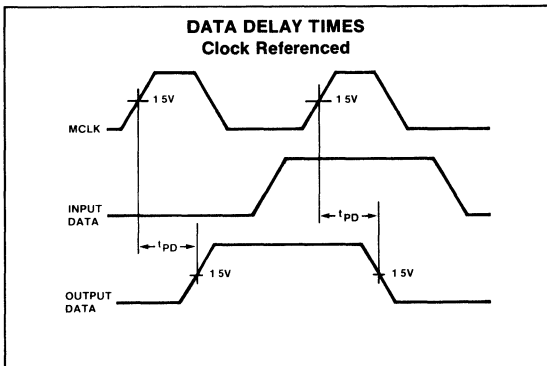 DATA DELAY TIMES
Clock Referenced
1 5V
1 5V
MCLK
INPUT
DATA
tPD
tPD
1 5V
1 5V
OUTPUT
DATA